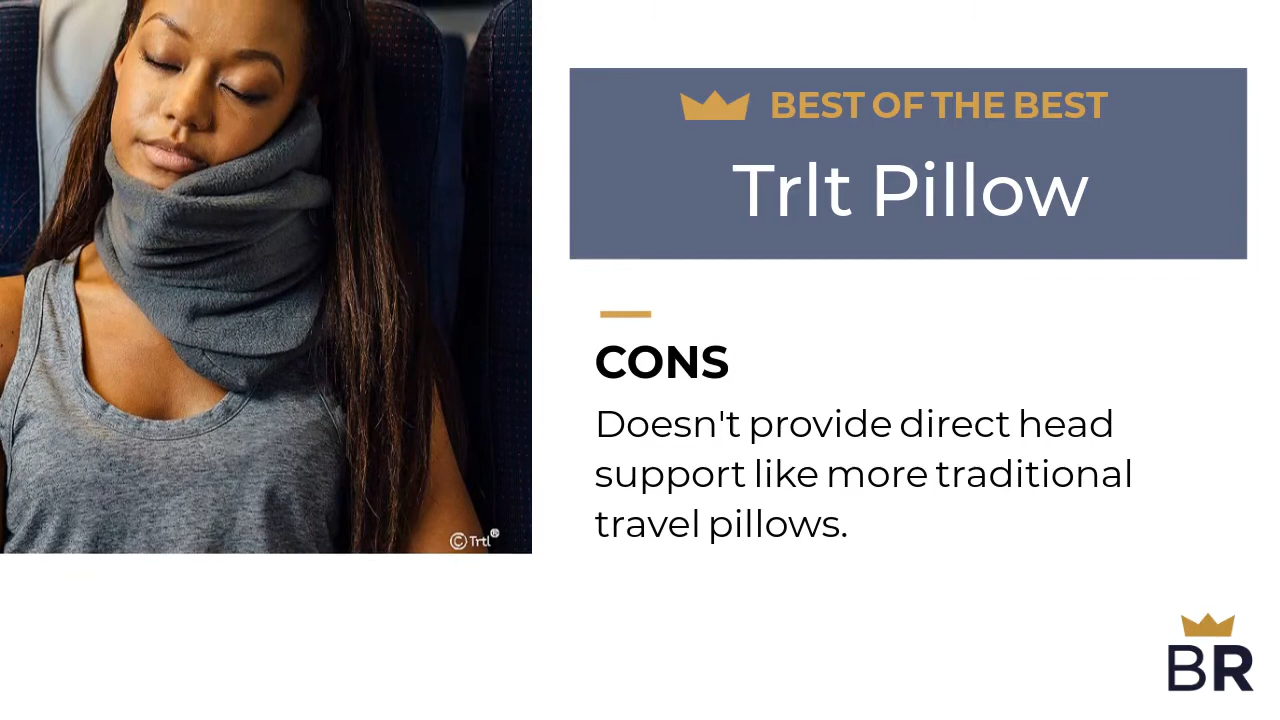 BEST OF THE BEST
Trlt Pillow
CONS
Doesn't provide direct head
support like more traditional
travel pillows.
© Trtl®
BR